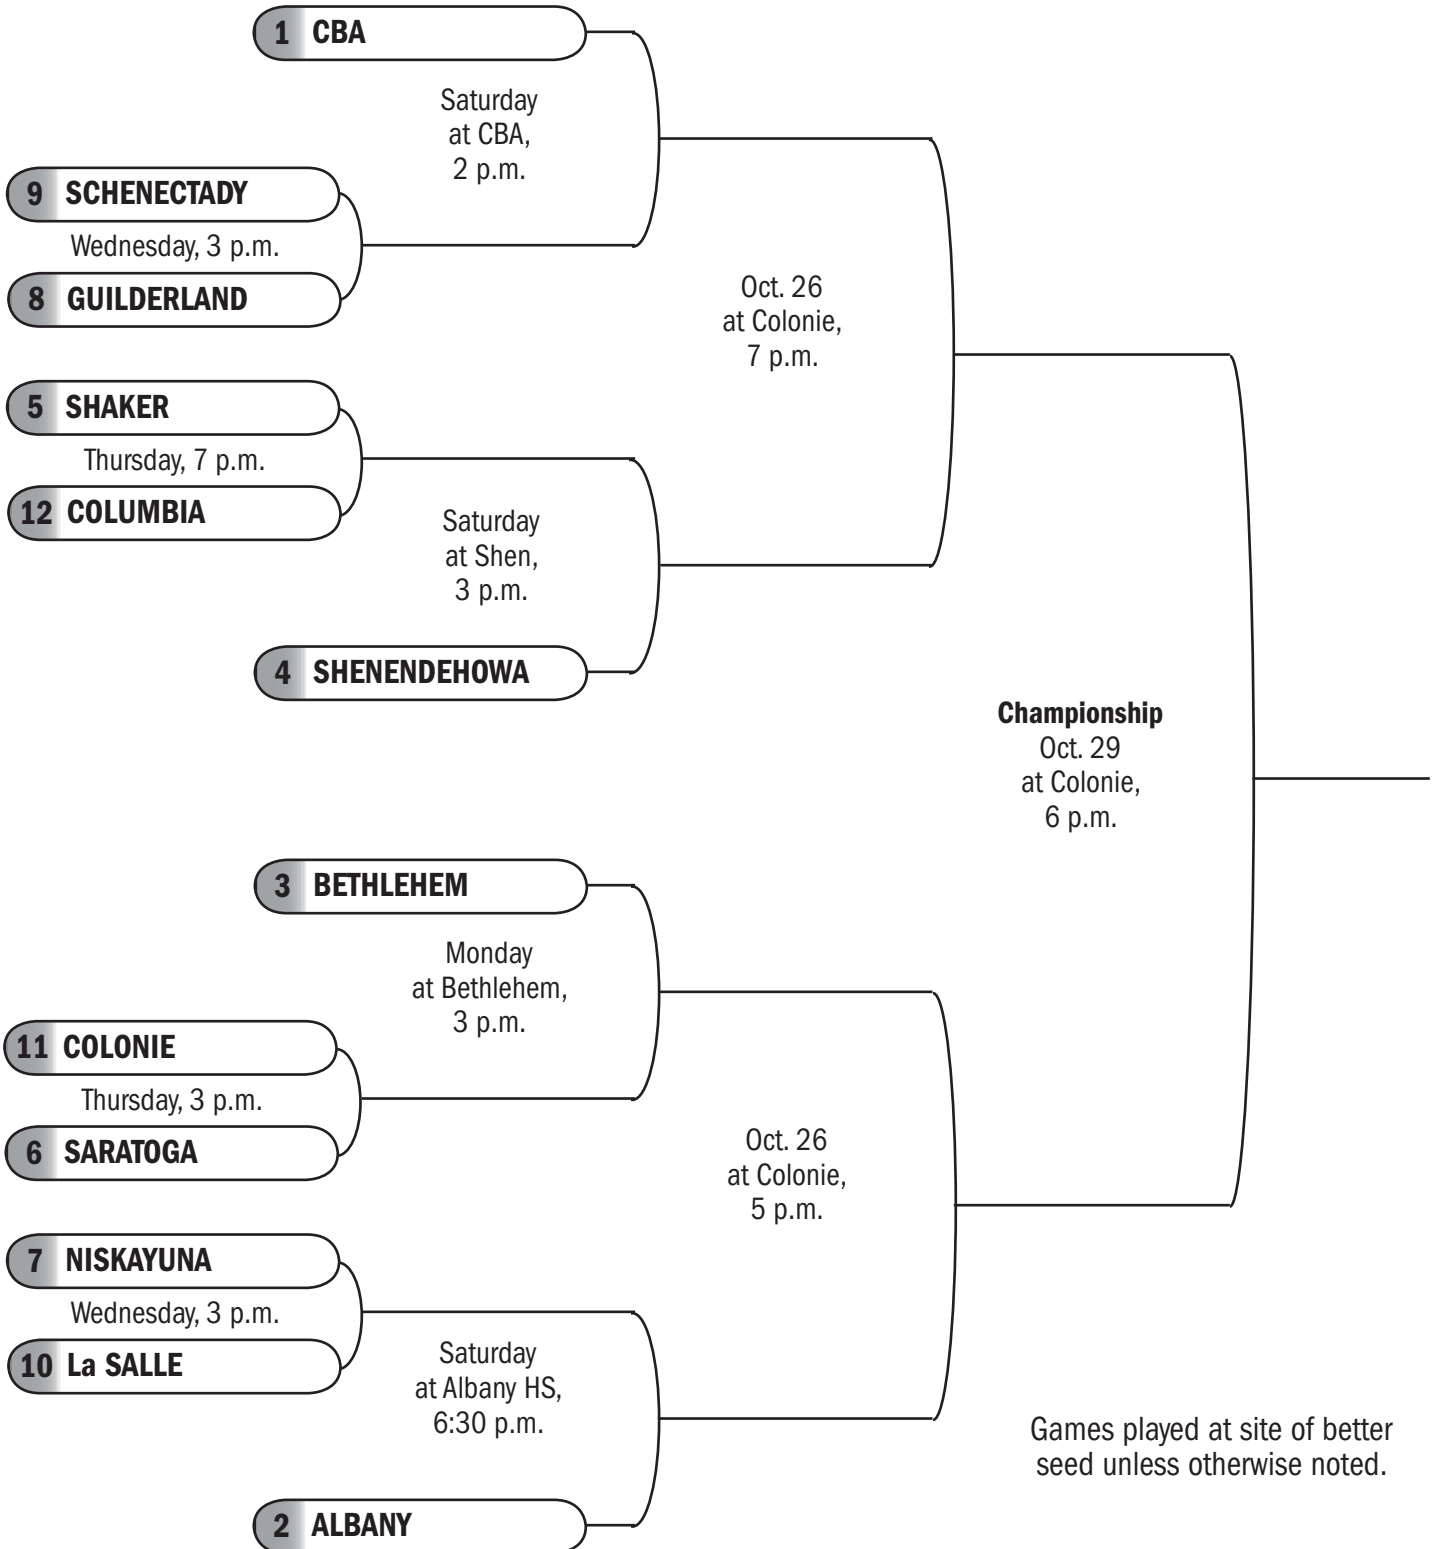 1 CBA
Saturday
at CBA,
2 p.m.
9 SCHENECTADY
Wednesday, 3 p.m.
8 GUILDERLAND
Oct. 26
at Colonie,
7 p.m.
5 SHAKER
Thursday, 7 p.m.
12 COLUMBIA
Saturday
at Shen,
3 p.m.
4 SHENENDEHOWA
Championship
Oct. 29
at Colonie,
6 p.m.
3 BETHLEHEM
Monday
at Bethlehem,
3 p.m.
11 COLONIE
Thursday, 3 p.m.
6 SARATOGA
Oct. 26
at Colonie,
5 p.m.
7 NISKAYUNA
Wednesday, 3 p.m.
10 La SALLE
Saturday
at Albany HS,
6:30 p.m.
2 ALBANY
Games played at site of better
seed unless otherwise noted.